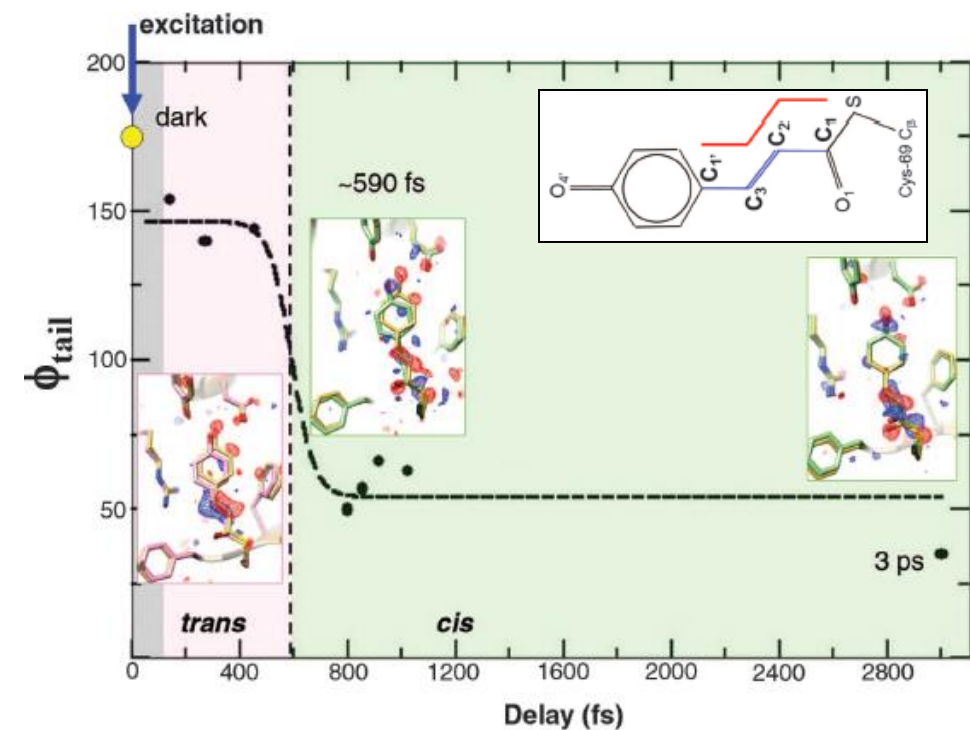 excitation
200
dark
~590 fs
150
ϕtail
100
50
0
trans
cis
3 ps
0 400 800 1200 1600 2000 2400 2800
Delay (fs)
O4'
C1'
C3
C2
C1
O1
S
Cys-69 Cβ